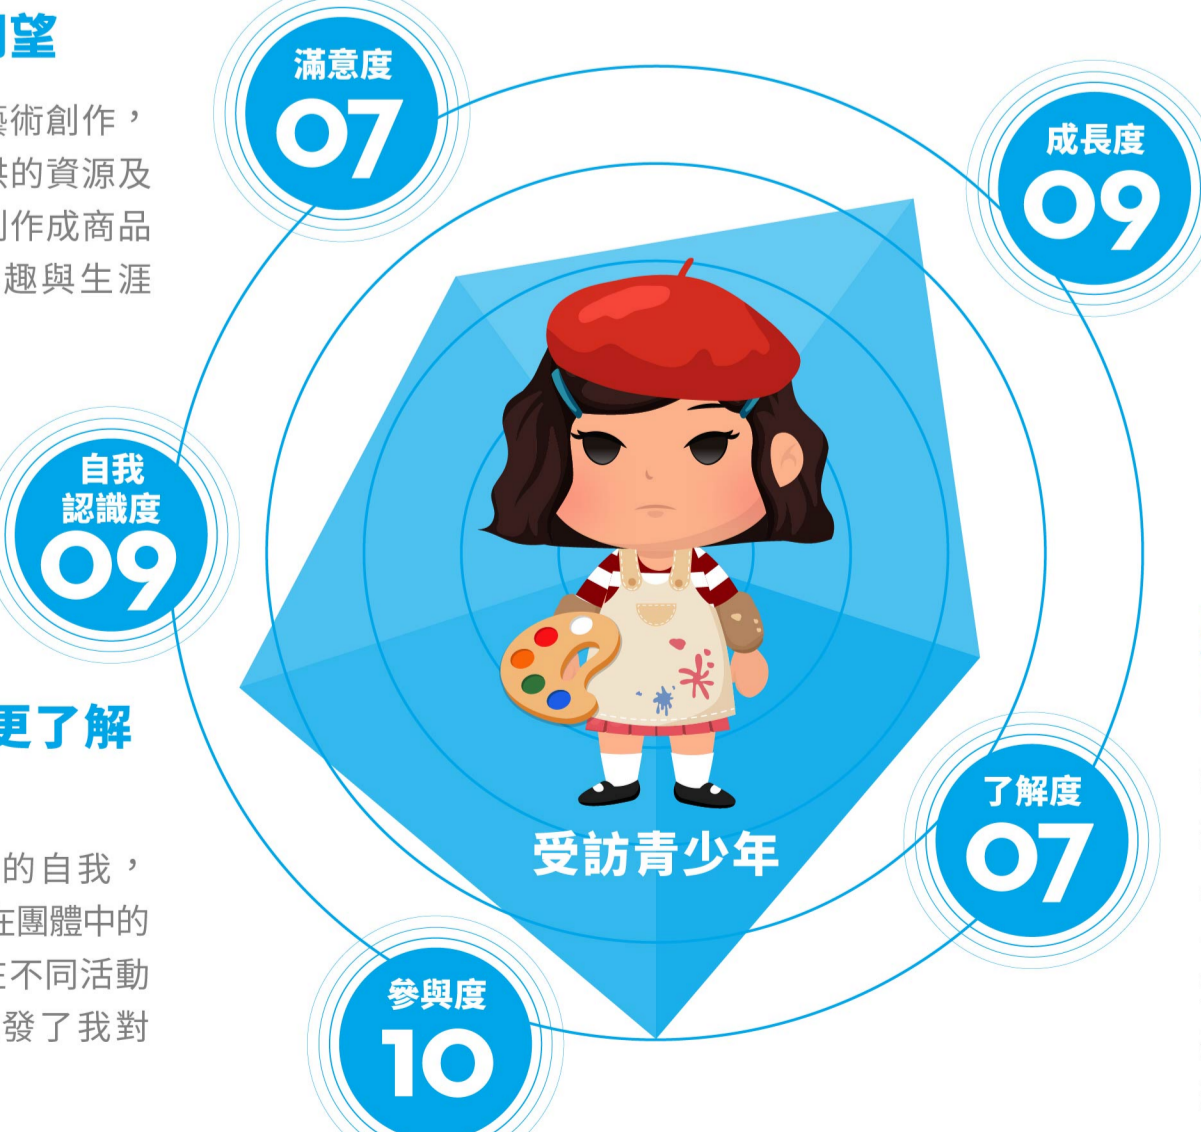 望
滿意度
07
藝術創作，
供的資源及
創作成商品
趣與生涯
成長度
09
自我
認識度
09
更了解
的自我，
在團體中的
在不同活動
發了我對
受訪青少年
了解度
07
參與度
10